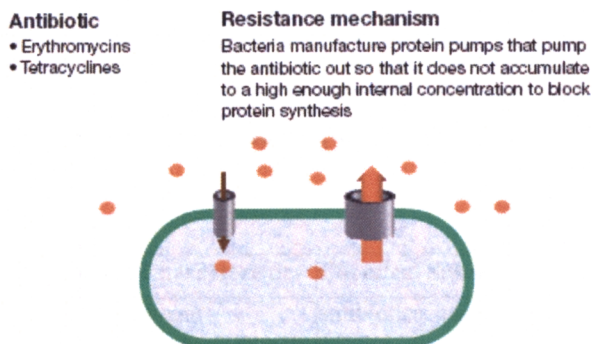 Antibiotic
• Erythromycins
• Tetracyclines
Resistance mechanism
Bacteria manufacture protein pumps that pump
the antibiotic out so that it does not accumulate
to a high enough internal concentration to block
protein synthesis